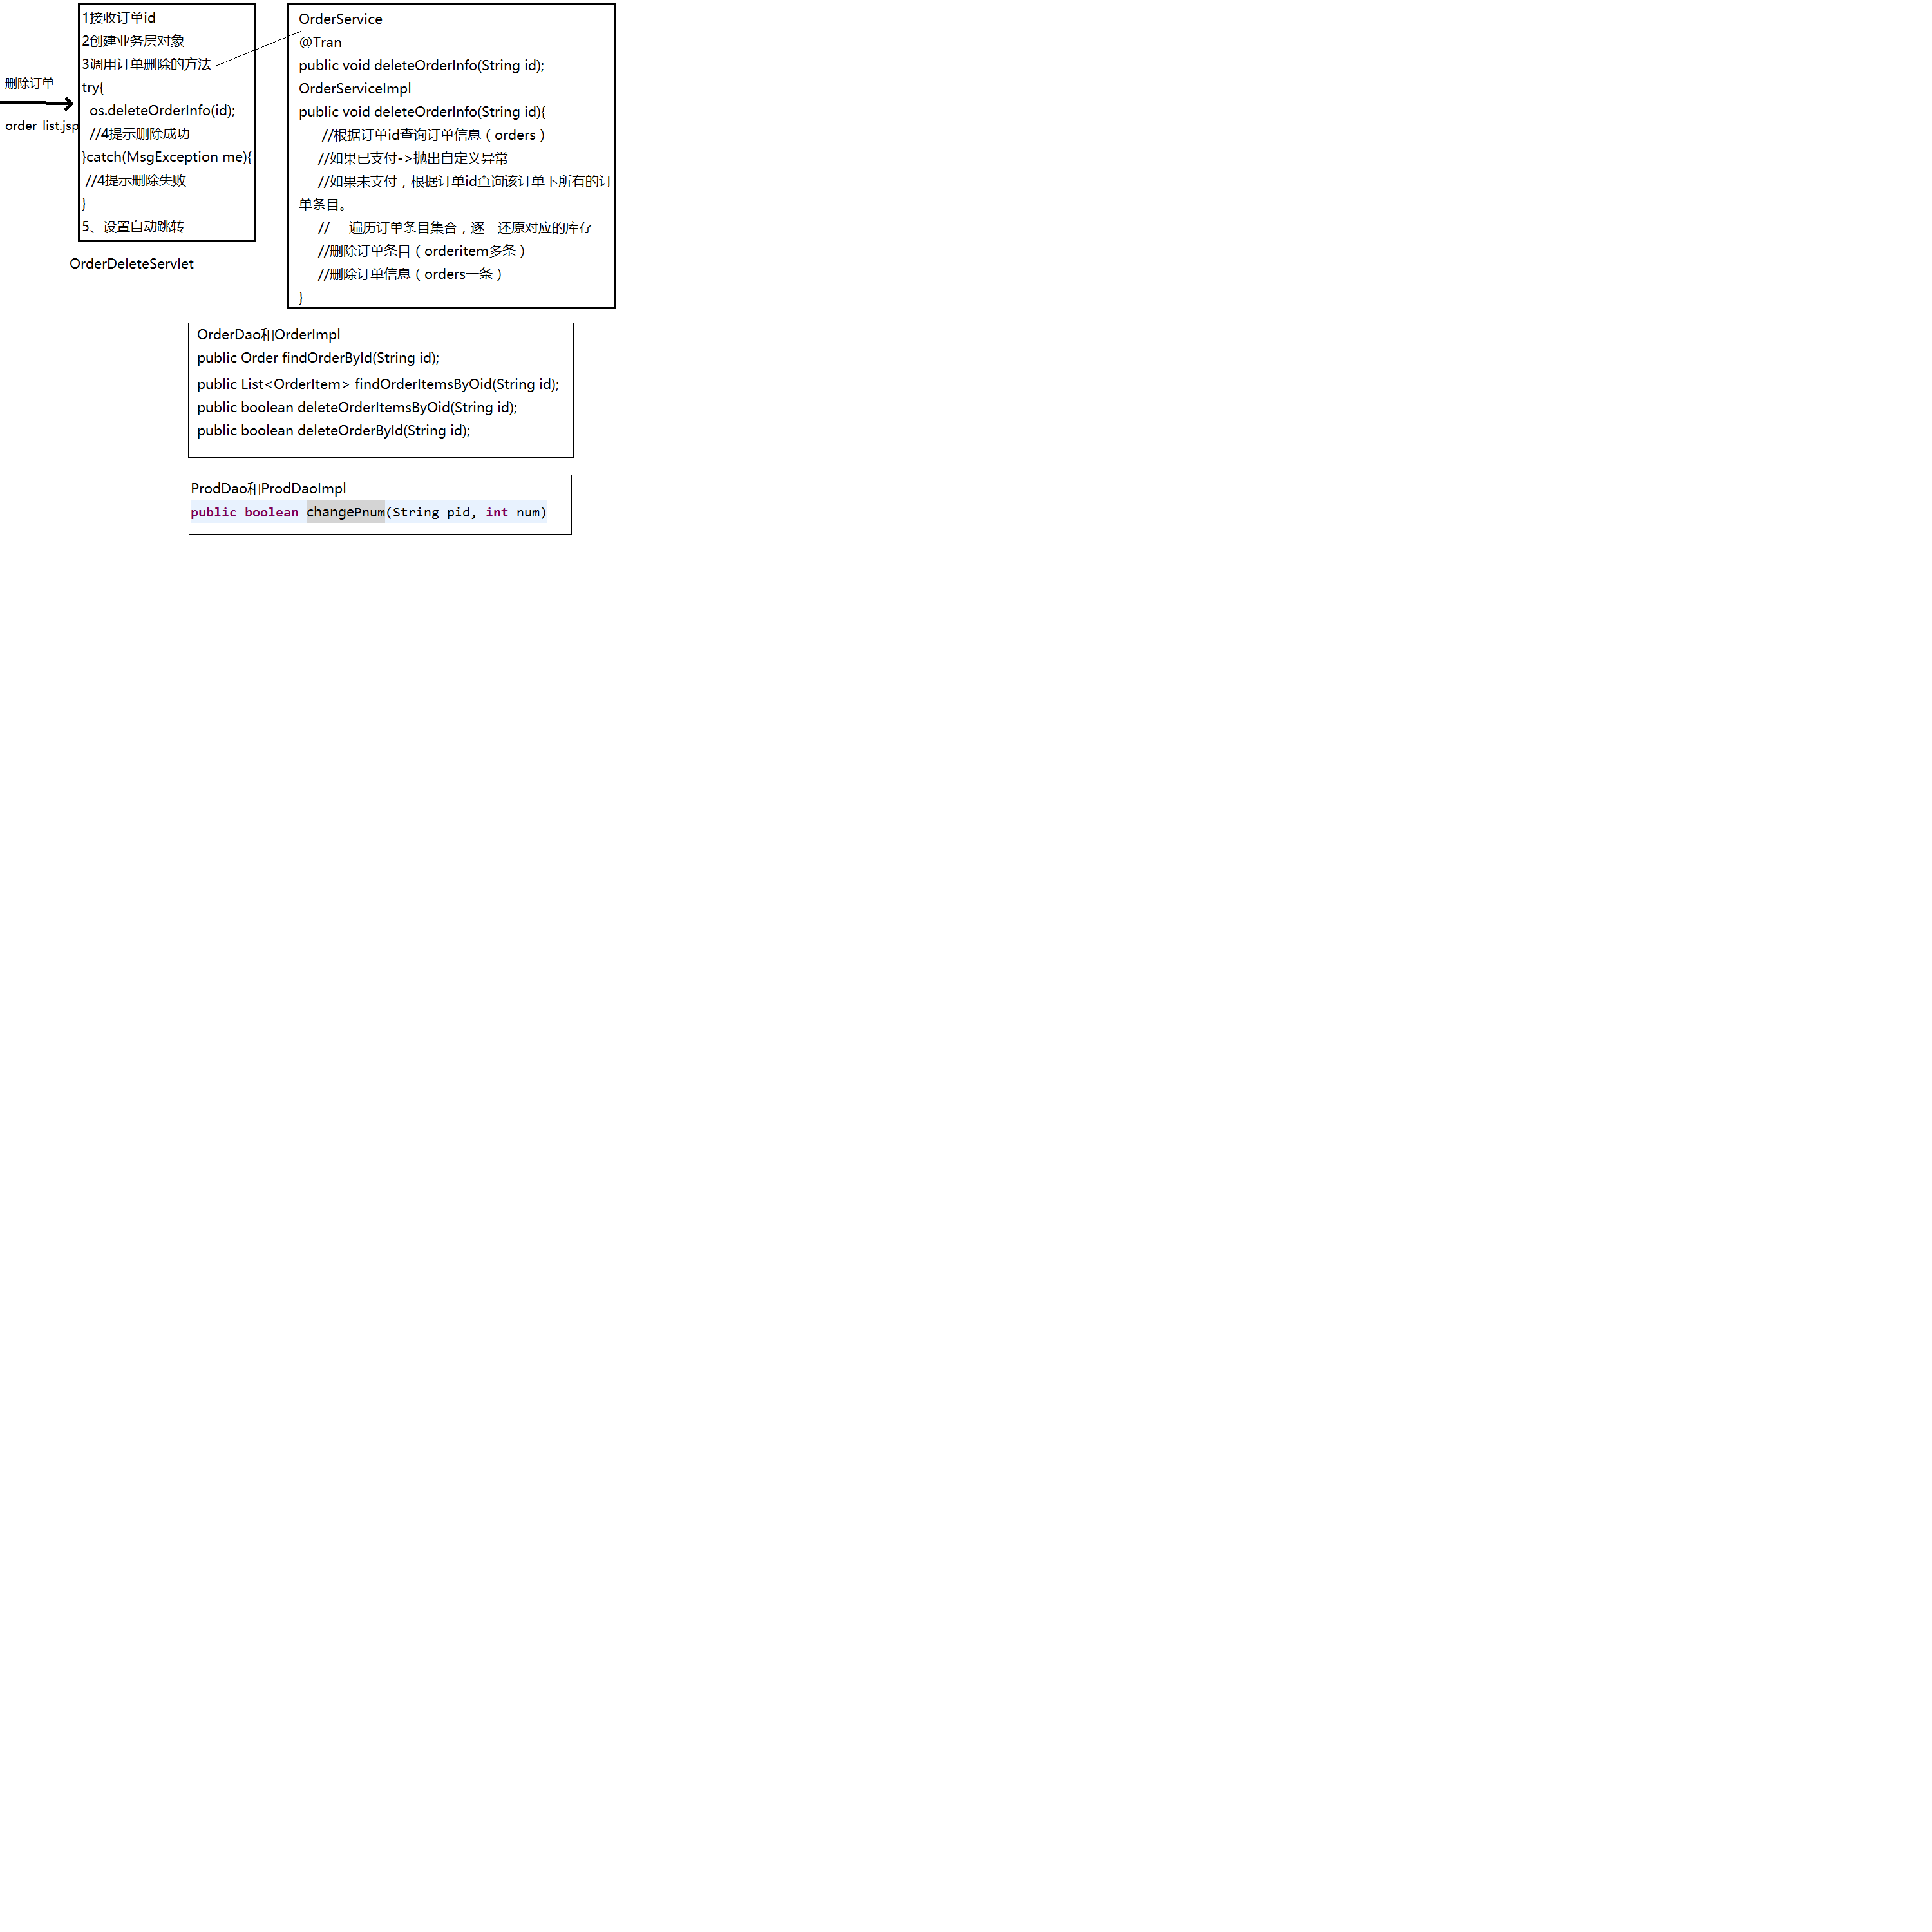 删除订单
order_list.jsp
1接收订单id
2创建业务层对象
3调用订单删除的方法
try{
os.deleteOrderInfo(id);
//4提示删除成功
}catch(MsgException me){
//4提示删除失败
}
5、设置自动跳转
OrderDeleteServlet
OrderService
@Tran
public void deleteOrderInfo(String id);
OrderServiceImpl
public void deleteOrderInfo(String id){
//根据订单id查询订单信息（orders）
//如果已支付->抛出自定义异常
//如果未支付，根据订单id查询该订单下所有的订
单条目。
// 遍历订单条目集合，逐一还原对应的库存
//删除订单条目（orderitem多条）
//删除订单信息（orders一条）
}
OrderDao和OrderImpl
public Order findOrderById(String id);
public List<OrderItem> findOrderItemsByOid(String id);
public boolean deleteOrderItemsByOid(String id);
public boolean deleteOrderById(String id);
ProdDao和ProdDaoImpl
public boolean changePnum(String pid, int num)